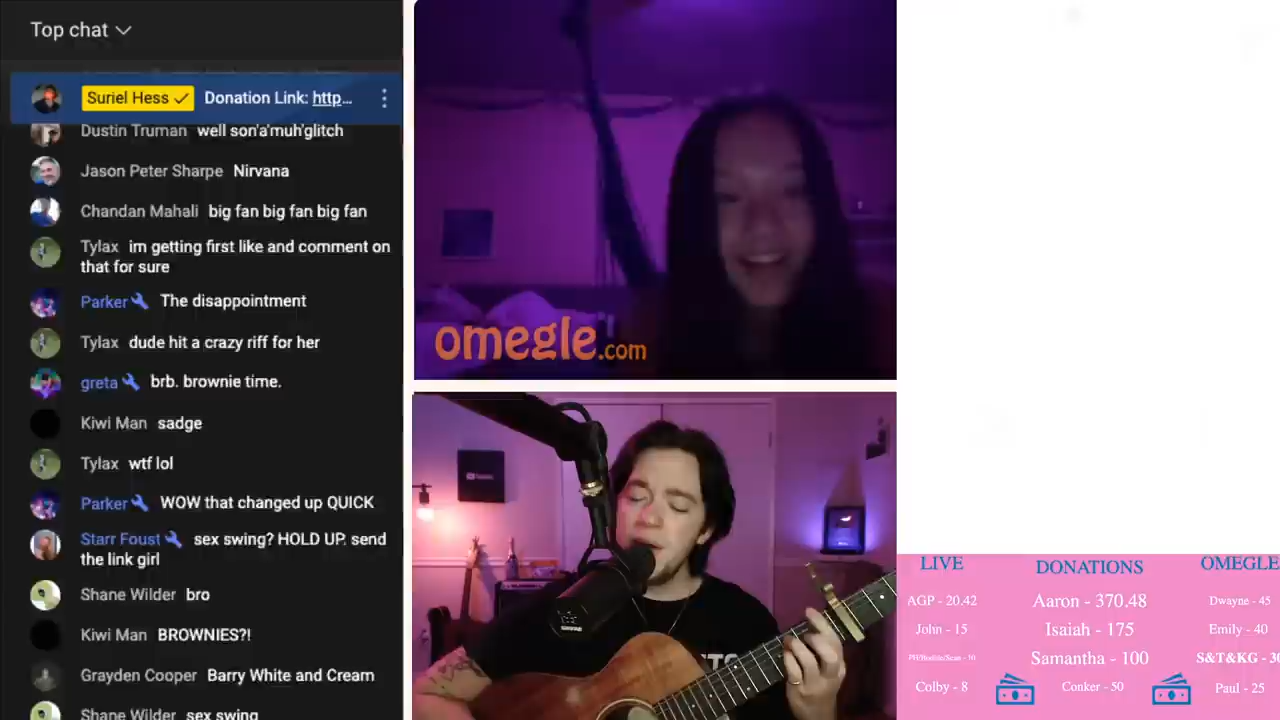 Top chat
Suriel Hess Donation Link: http...
Dustin Truman well son'a'muh'glitch
Jason Peter Sharpe Nirvana
Chandan Mahali big fan big fan big fan
Tylax im getting first like and comment on
that for sure
Parker The disappointment
Tylax dude hit a crazy riff for her
greta brb. brownie time.
Kiwi Man sadge
Tylax wtf lol
Parker WOW that changed up QUICK
Starr Foust sex swing? HOLD UP. send
the link girl
Shane Wilder bro
Kiwi Man BROWNIES?!
Grayden Cooper Barry White and Cream
Shane Wilder sex swing
omegle.com
LIVE
AGP - 20.42
John - 15
Colby - 8
DONATIONS
Aaron - 370.48
Isaiah - 175
Samantha - 100
Conker - 50
OMEGLE
Dwayne - 45
Emily - 40
S&T&KG - 30
Paul - 25